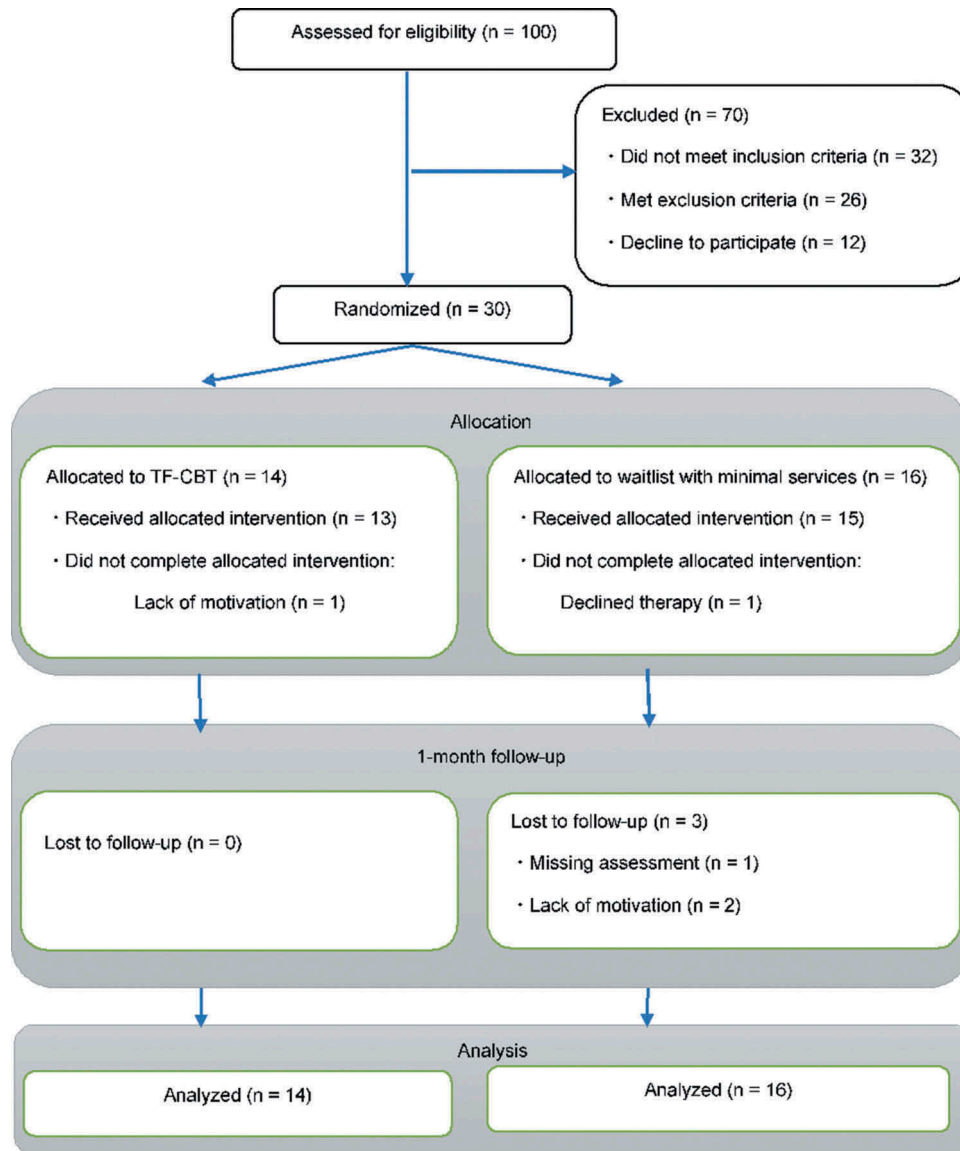 Assessed for eligibility (n = 100)
Excluded (n = 70)
・Did not meet inclusion criteria (n = 32)
・Met exclusion criteria (n = 26)
・Decline to participate (n = 12)
Randomized (n = 30)
Allocation
Allocated to TF-CBT (n = 14)
・Received allocated intervention (n = 13)
・Did not complete allocated intervention:
Lack of motivation (n = 1)
Allocated to waitlist with minimal services (n = 16)
・Received allocated intervention (n = 15)
・Did not complete allocated intervention:
Declined therapy (n = 1)
1-month follow-up
Lost to follow-up (n = 0)
Lost to follow-up (n = 3)
・Missing assessment (n = 1)
・Lack of motivation (n = 2)
Analysis
Analyzed (n = 14)
Analyzed (n = 16)